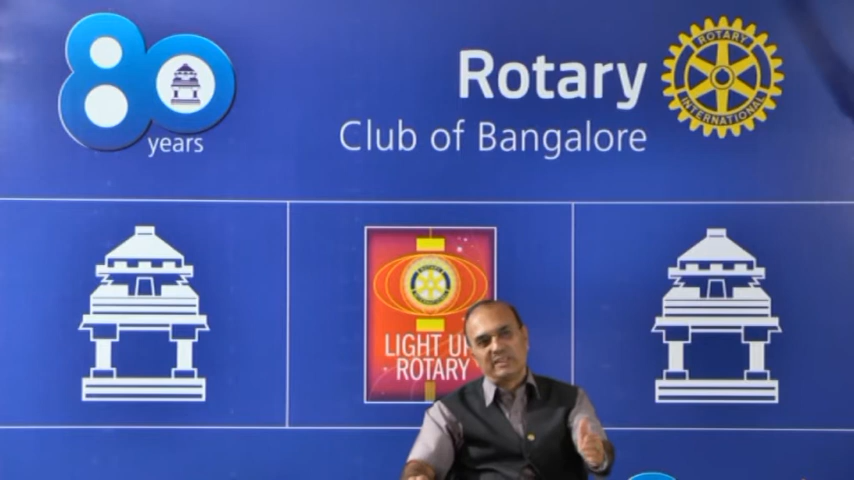 80
years
Rotary
Club of Bangalore
ROTARY
INTERNATIONAL
LIGHT UP
ROTARY